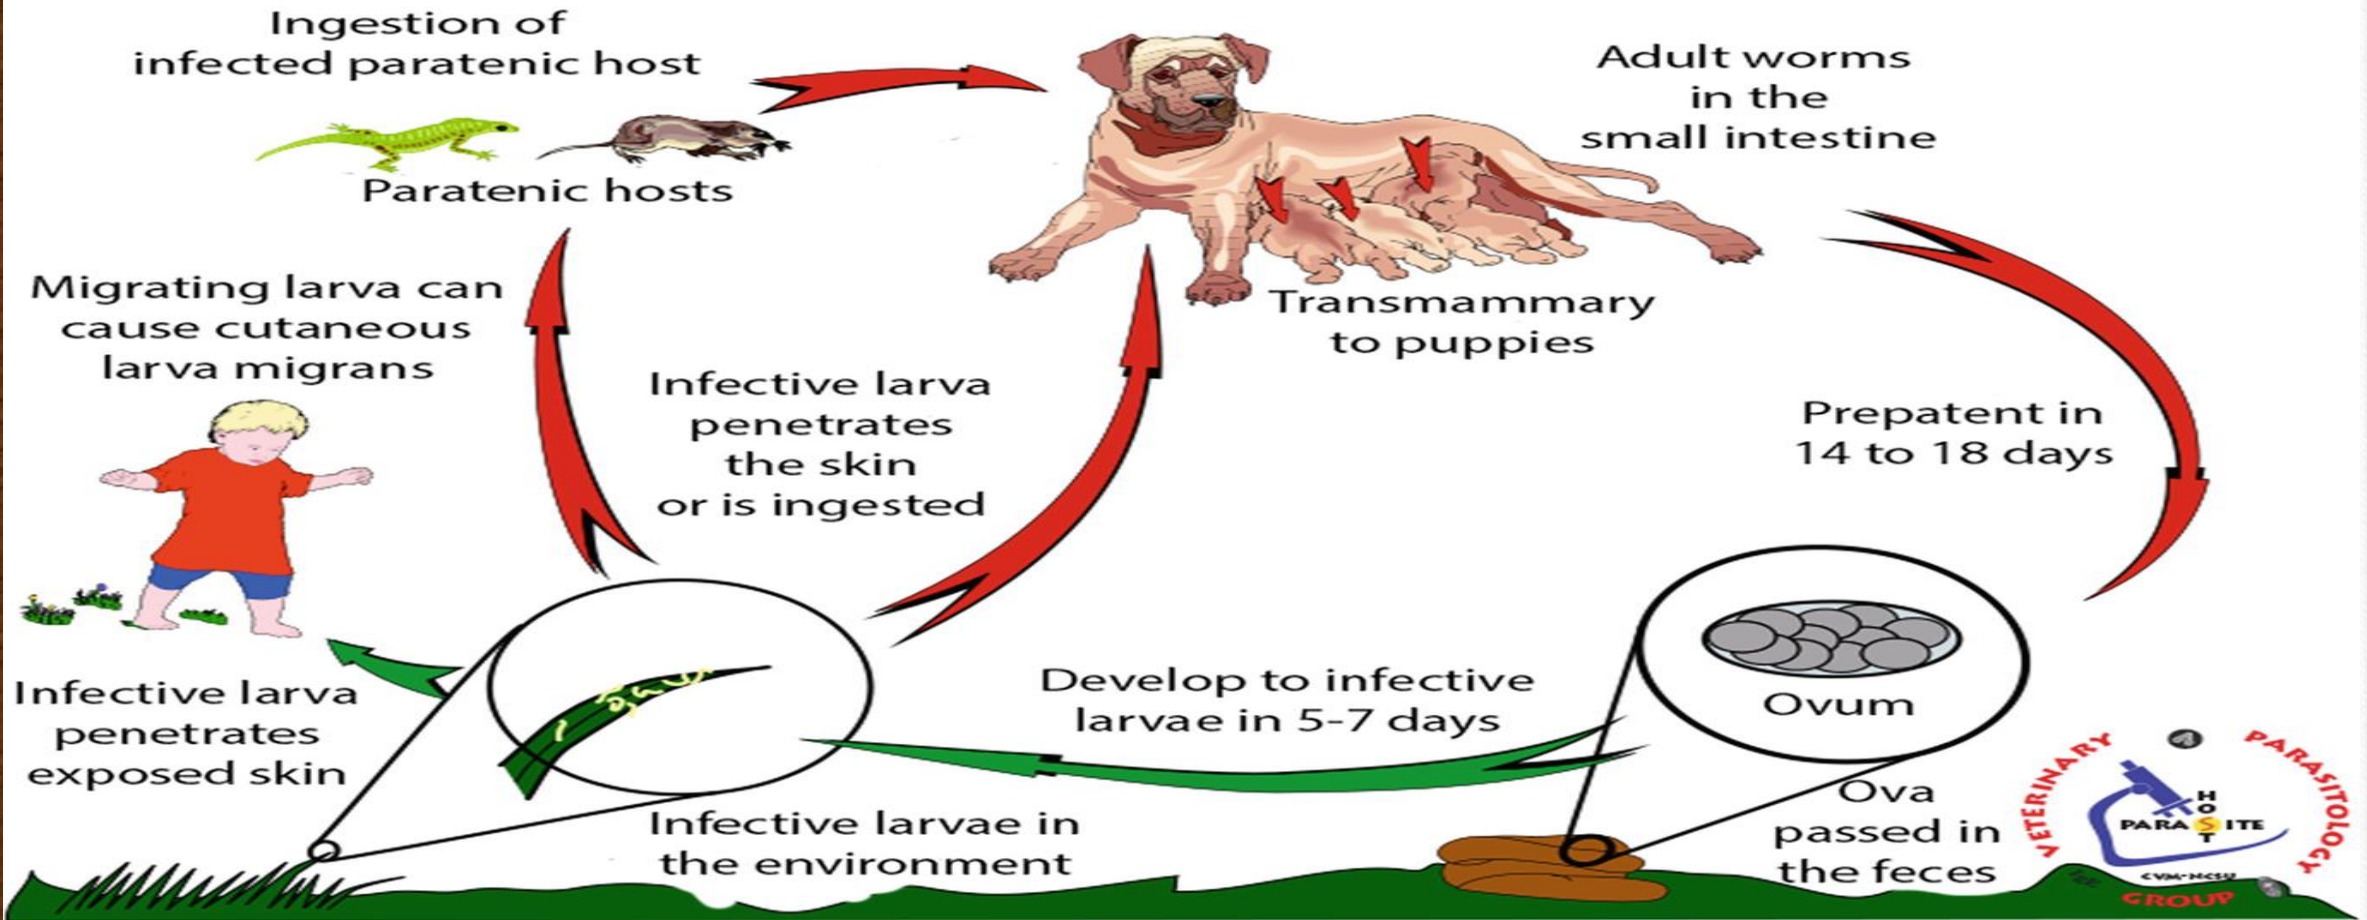 Ingestion of
infected paratenic host
Paratenic hosts
Adult worms
in the
small intestine
Migrating larva can
cause cutaneous
larva migrans
Infective larva
penetrates
the skin
or is ingested
Transmammary
to puppies
Prepatent in
14 to 18 days
Infective larva
penetrates
exposed skin
Develop to infective
larvae in 5-7 days
Ovum
Infective larvae in
the environment
Ova
passed in
the feces
VETERINARY PARASITOLOGY
HOST
PARASITE
CVM-NCSU
GROUP